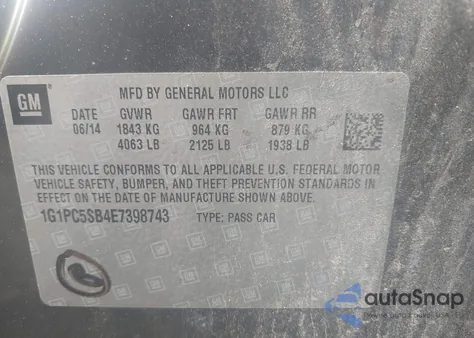 GM
MFD BY GENERAL MOTORS LLC
DATE GVWR GAWR FRT GAWR RR
06/14 1843 KG 964 KG 879 KG
4063 LB 2125 LB 1938 LB
THIS VEHICLE CONFORMS TO ALL APPLICABLE U.S. FEDERAL MOTOR
VEHICLE SAFETY, BUMPER, AND THEFT PREVENTION STANDARDS IN
EFFECT ON THE DATE OF MANUFACTURE SHOWN ABOVE.
1G1PC5SB4E7398743 TYPE: PASS CAR
autoSnap